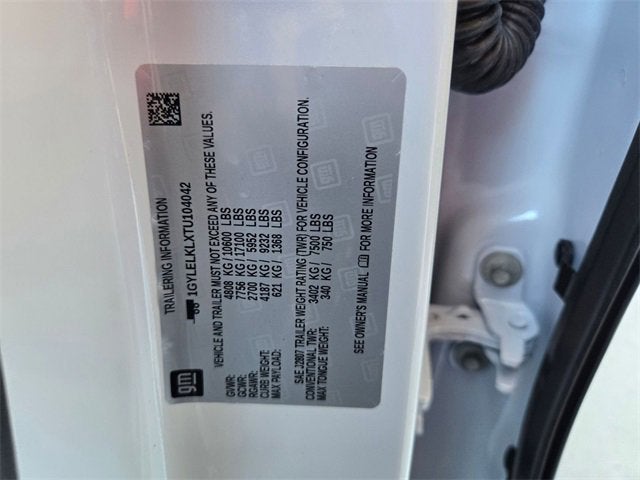 TRAILERING INFORMATION
1GYLELKLXTU104042
VEHICLE AND TRAILER MUST NOT EXCEED ANY OF THESE VALUES.
GVWR: 4808 KG / 10600 LBS
GCWR: 7756 KG / 17100 LBS
RGAWR: 2700 KG / 5952 LBS
CURB WEIGHT: 4187 KG / 9232 LBS
MAX PAYLOAD: 621 KG / 1368 LBS
SAE J2807 TRAILER WEIGHT RATING (TWR) FOR VEHICLE CONFIGURATION.
CONVENTIONAL TWR: 3402 KG / 7500 LBS
MAX TONGUE WEIGHT: 340 KG / 750 LBS
SEE OWNER'S MANUAL FOR MORE INFORMATION
gm